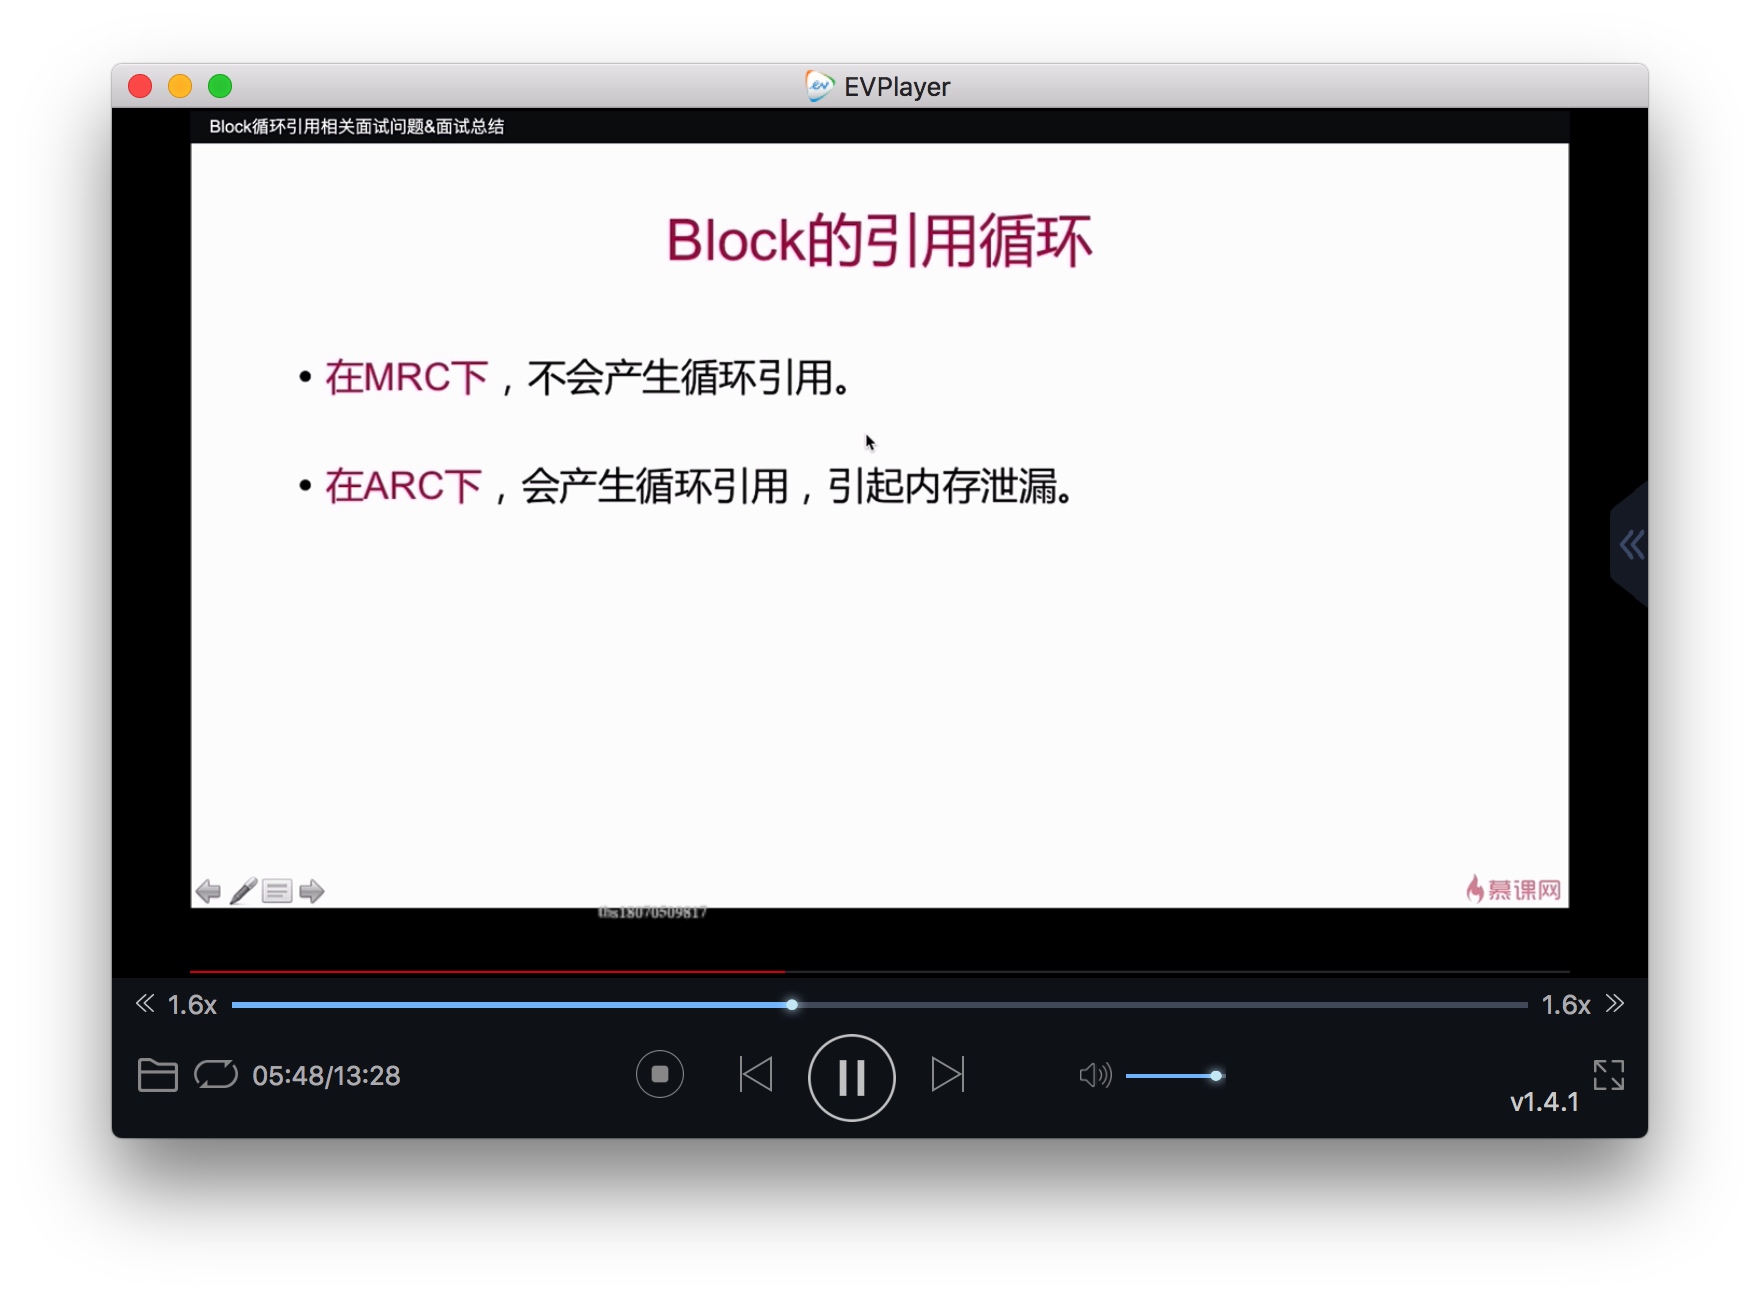 EVPlayer
Block循环引用相关面试问题&面试总结
Block的引用循环
• 在MRC下，不会产生循环引用。
• 在ARC下，会产生循环引用，引起内存泄漏。
慕课网
ths18070509817
1.6x
1.6x
05:48/13:28
v1.4.1